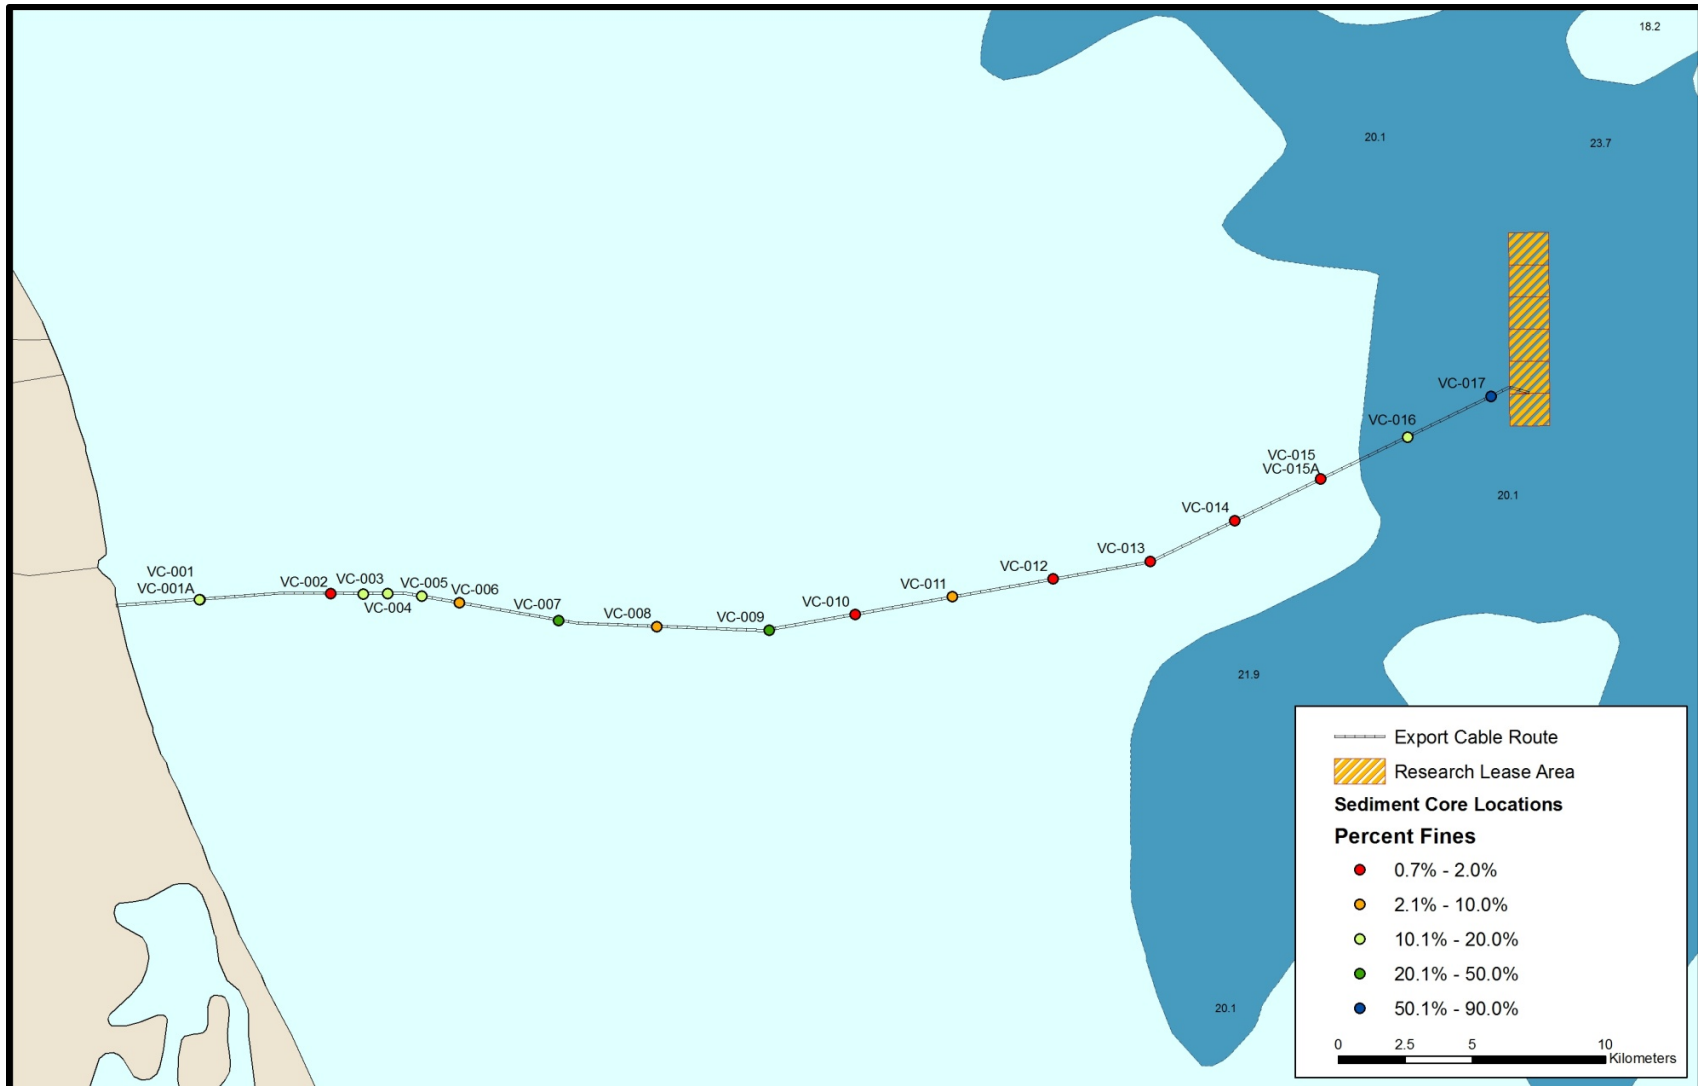 18.2
20.1
23.7
VC-017
VC-016
VC-015
VC-015A
20.1
VC-014
VC-013
VC-012
VC-011
VC-010
VC-001
VC-001A
VC-002
VC-003
VC-004
VC-005
VC-006
VC-007
VC-008
VC-009
21.9
20.1
Export Cable Route
Research Lease Area
Sediment Core Locations
Percent Fines
0.7% - 2.0%
2.1% - 10.0%
10.1% - 20.0%
20.1% - 50.0%
50.1% - 90.0%
0 2.5 5 10
Kilometers